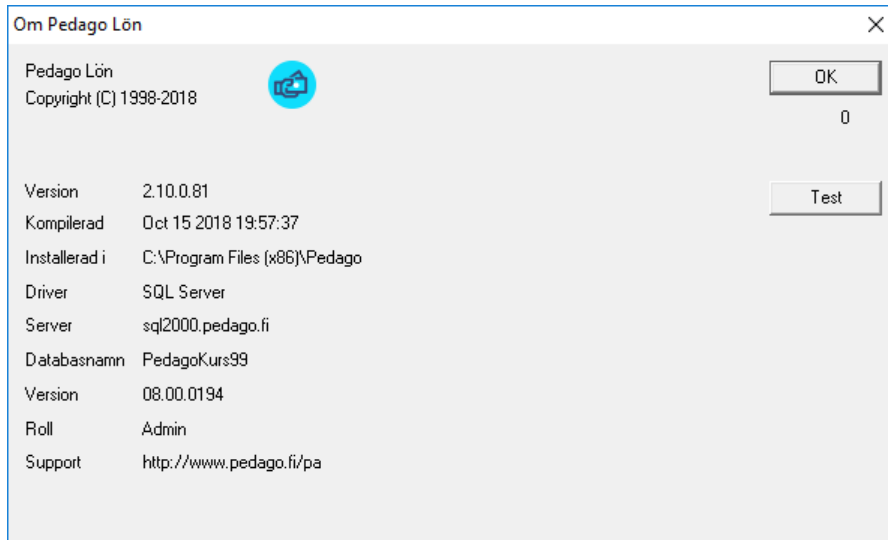 Om Pedago Lön
Pedago Lön
Copyright (C) 1998-2018
OK
0
Version 2.10.0.81
Test
Kompilerad Oct 15 2018 19:57:37
Installerad i C:\Program Files (x86)\Pedago
Driver SQL Server
Server sql2000.pedago.fi
Databasnamn PedagoKurs99
Version 08.00.0194
Roll Admin
Support http://www.pedago.fi/pa